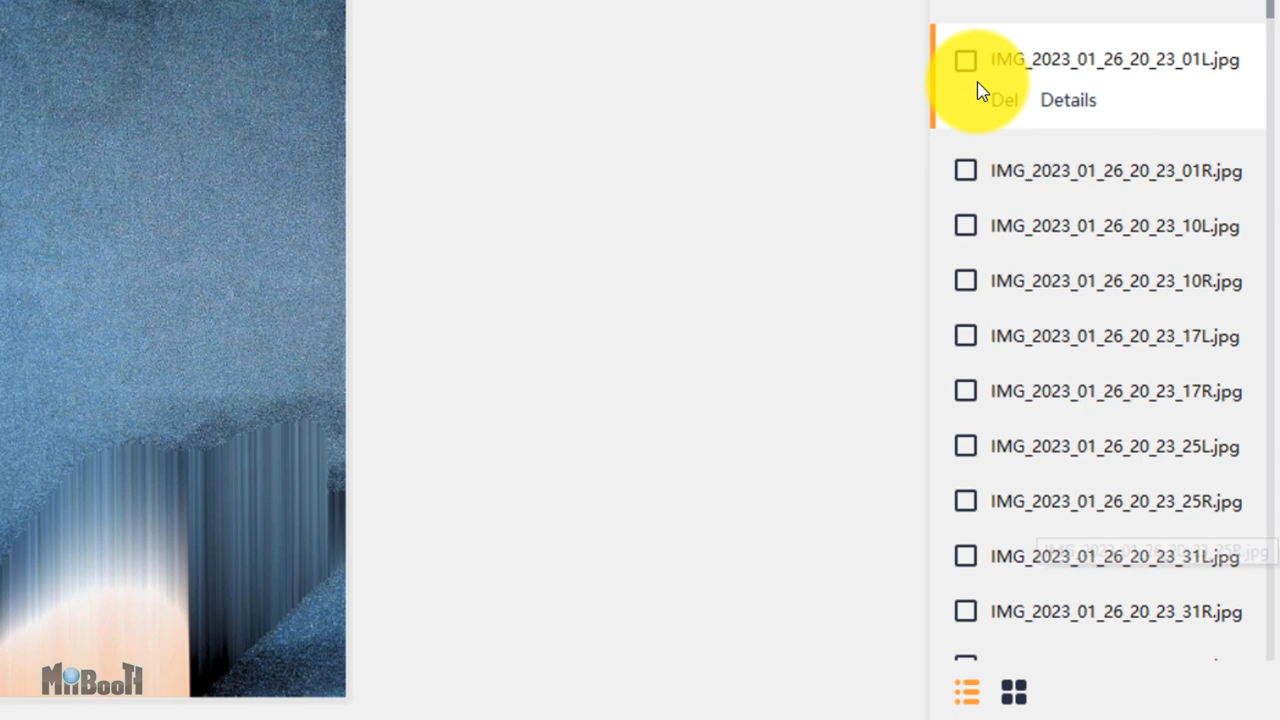 IMG_2023_01_26_20_23_01L.jpg
Del Details
IMG_2023_01_26_20_23_01R.jpg
IMG_2023_01_26_20_23_10L.jpg
IMG_2023_01_26_20_23_10R.jpg
IMG_2023_01_26_20_23_17L.jpg
IMG_2023_01_26_20_23_17R.jpg
IMG_2023_01_26_20_23_25L.jpg
IMG_2023_01_26_20_23_25R.jpg
IMG_2023_01_26_20_23_31L.jpg
IMG_2023_01_26_20_23_31R.jpg